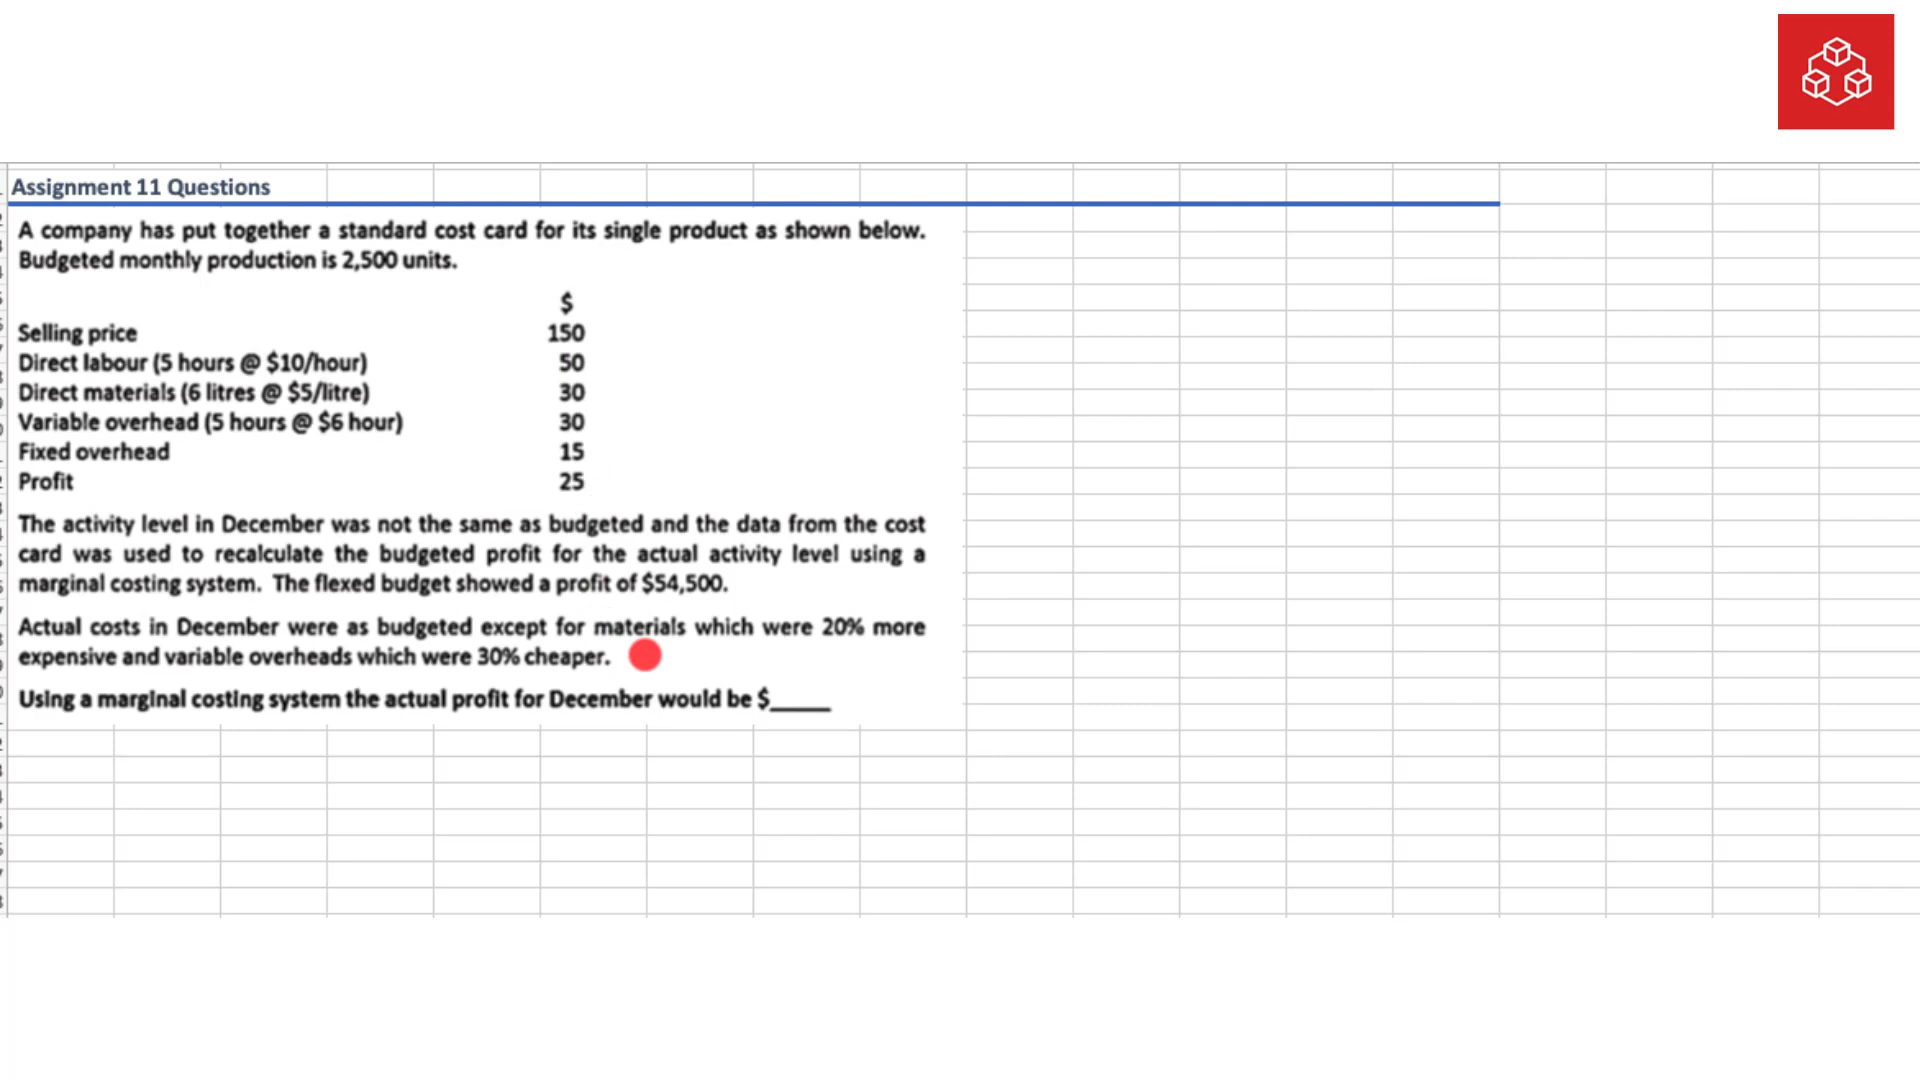 Assignment 11 Questions
A company has put together a standard cost card for its single product as shown below.
Budgeted monthly production is 2,500 units.
$
Selling price 150
Direct labour (5 hours @ $10/hour) 50
Direct materials (6 litres @ $5/litre) 30
Variable overhead (5 hours @ $6 hour) 30
Fixed overhead 15
Profit 25
The activity level in December was not the same as budgeted and the data from the cost
card was used to recalculate the budgeted profit for the actual activity level using a
marginal costing system. The flexed budget showed a profit of $54,500.
Actual costs in December were as budgeted except for materials which were 20% more
expensive and variable overheads which were 30% cheaper.
Using a marginal costing system the actual profit for December would be $_____